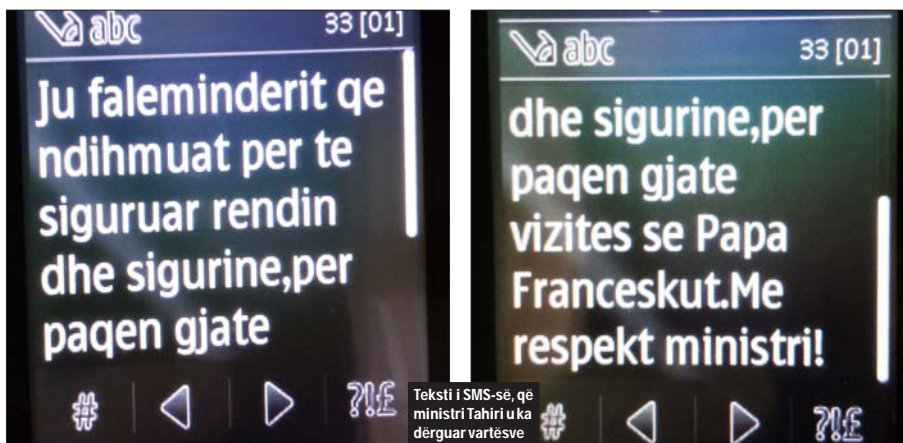 abc 33 [01]
Ju faleminderit qe
ndihmuat per te
siguruar rendin
dhe sigurine,per
paqen gjate
# ?!£
abc 33 [01]
dhe sigurine,per
paqen gjate
vizites se Papa
Franceskut.Me
respekt ministri!
# ?!£
Teksti i SMS-së, që
ministri Tahiri u ka
dërguar vartësve